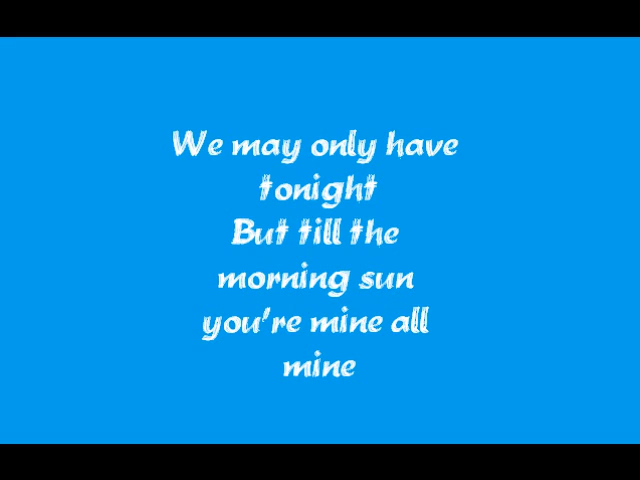 We may only have
tonight
But till the
morning sun
you're mine all
mine